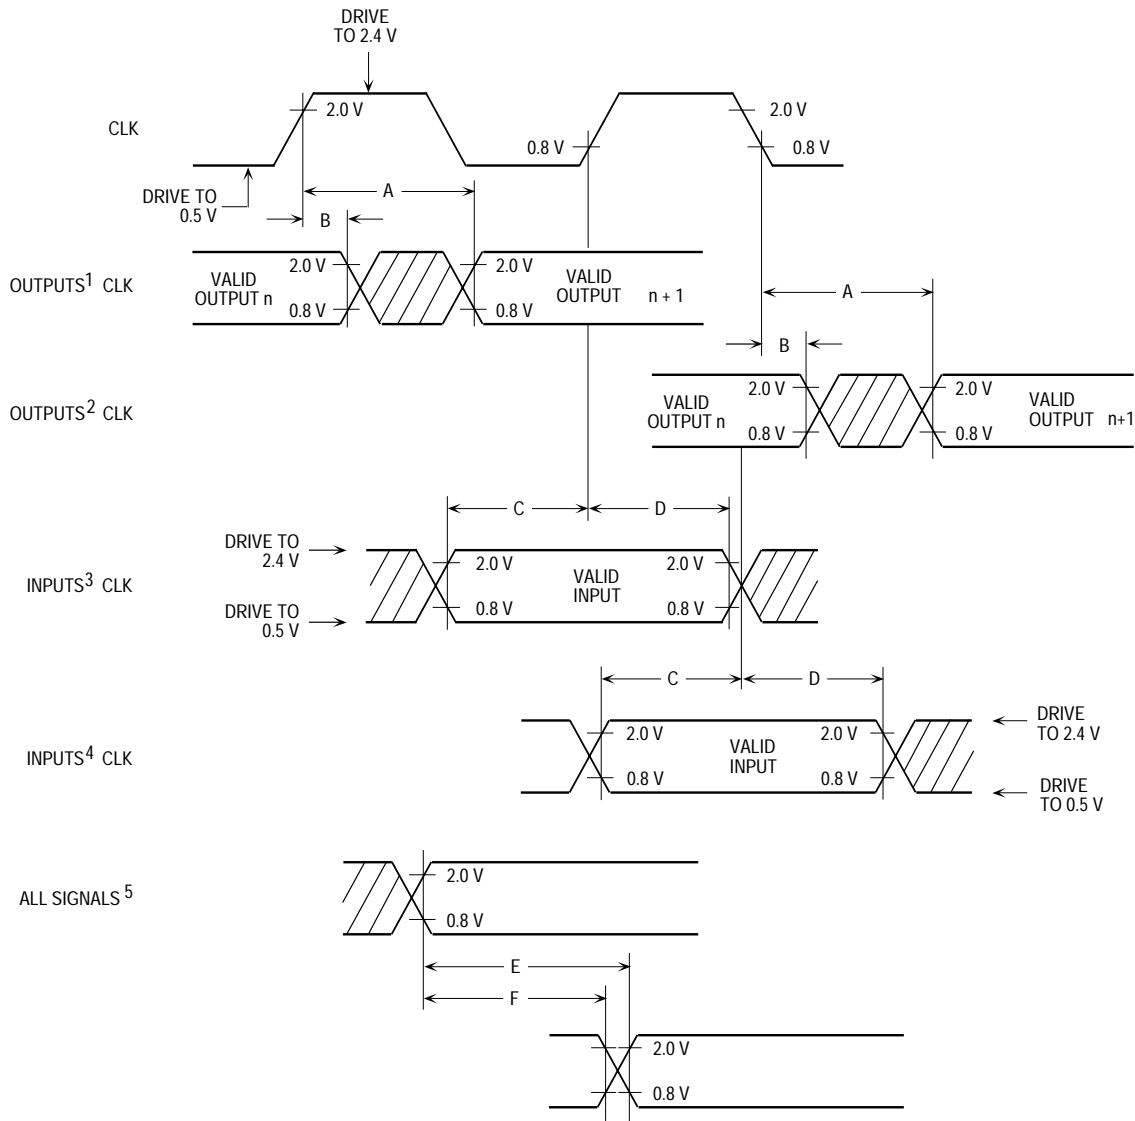 DRIVE
TO 2.4 V
2.0 V
2.0 V
CLK
0.8 V
0.8 V
DRIVE TO
0.5 V
A
B
OUTPUTS1 CLK
VALID
OUTPUT n
2.0 V
0.8 V
2.0 V
0.8 V
VALID
OUTPUT n + 1
A
B
OUTPUTS2 CLK
VALID
OUTPUT n
2.0 V
0.8 V
2.0 V
0.8 V
VALID
OUTPUT n+1
C
D
DRIVE TO
2.4 V
INPUTS3 CLK
DRIVE TO
0.5 V
2.0 V
0.8 V
VALID
INPUT
2.0 V
0.8 V
C
D
INPUTS4 CLK
2.0 V
0.8 V
VALID
INPUT
2.0 V
0.8 V
DRIVE
TO 2.4 V
DRIVE
TO 0.5 V
ALL SIGNALS5
2.0 V
0.8 V
E
F
2.0 V
0.8 V